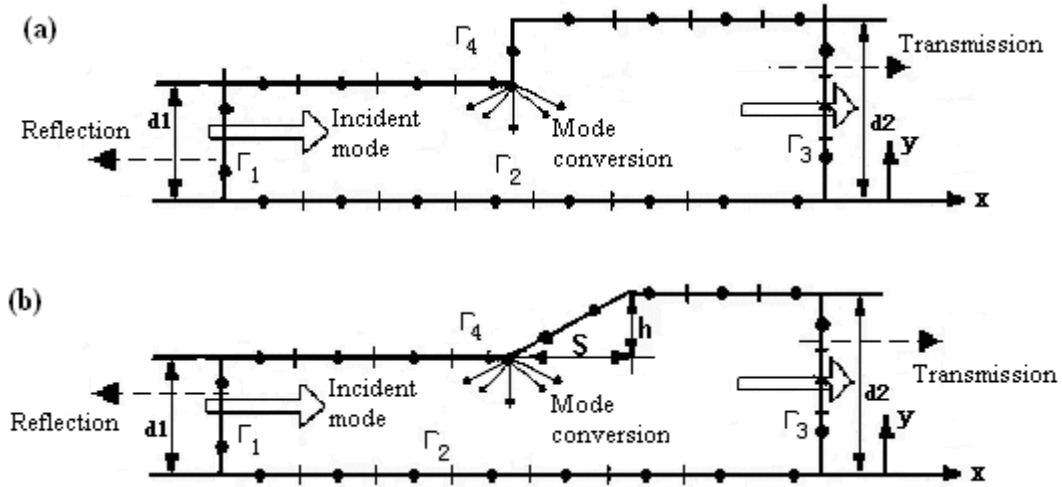 (a)
Γ4
Transmission
d1
Reflection
Incident
mode
Mode
conversion
d2
Γ1
Γ2
Γ3
y
x
(b)
Γ4
h
S
Transmission
d1
Reflection
Incident
mode
Mode
conversion
d2
Γ1
Γ2
Γ3
y
x